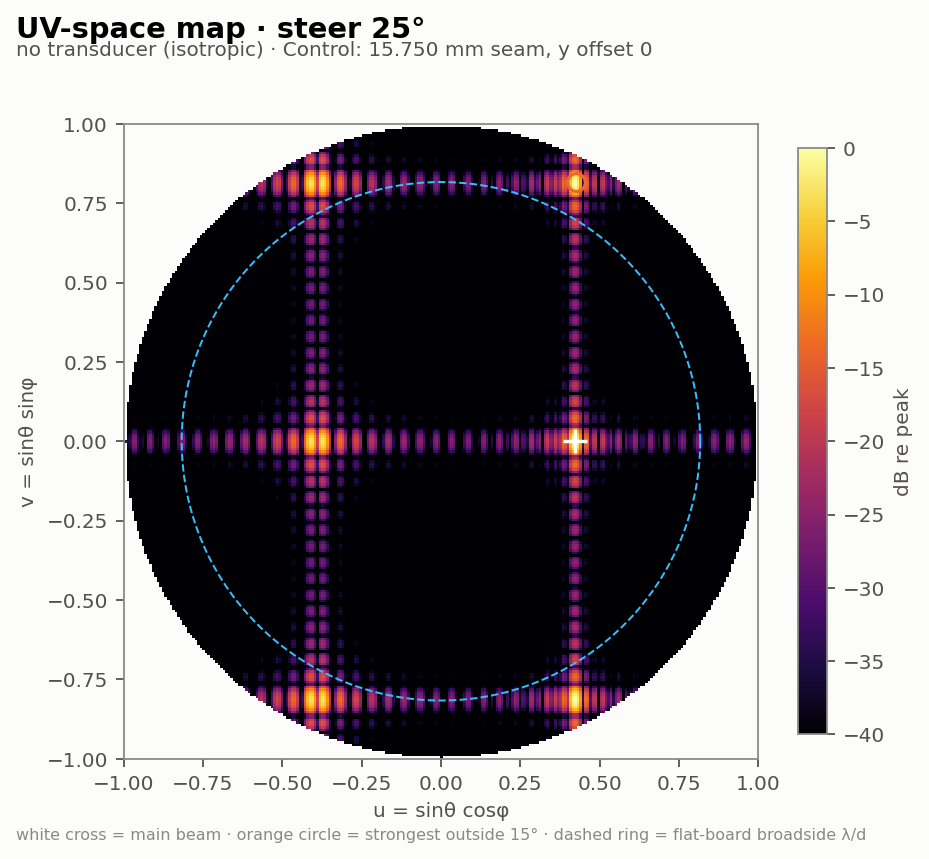 UV-space map · steer 25°
no transducer (isotropic) · Control: 15.750 mm seam, y offset 0
1.00
0.75
0.50
0.25
0.00
−0.25
−0.50
−0.75
−1.00
v = sinθ sinφ
−1.00 −0.75 −0.50 −0.25 0.00 0.25 0.50 0.75 1.00
u = sinθ cosφ
0
−5
−10
−15
−20
−25
−30
−35
−40
dB re peak
white cross = main beam · orange circle = strongest outside 15° · dashed ring = flat-board broadside λ/d